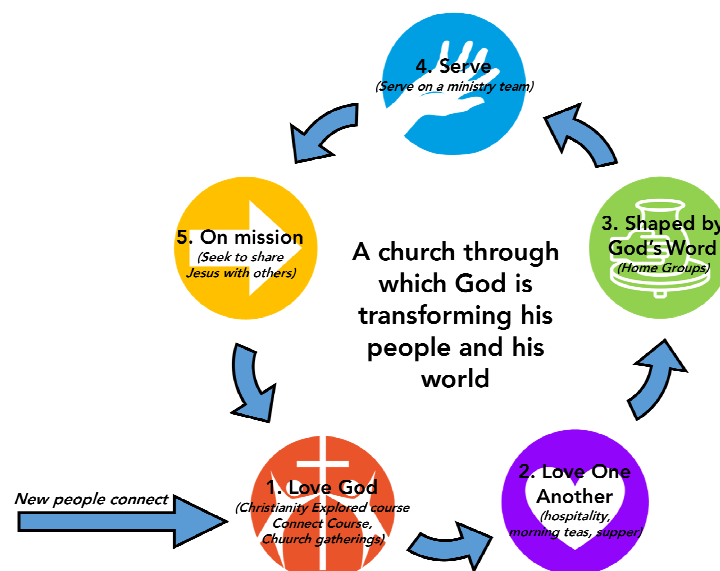 4. Serve
(Serve on a ministry team)
5. On mission
(Seek to share
Jesus with others)
3. Shaped by
God's Word
(Home Groups)
A church through
which God is
transforming his
people and his
world
New people connect
1. Love God
(Christianity Explored course
Connect Course,
Chuurch gatherings)
2. Love One
Another
(hospitality,
morning teas, supper)